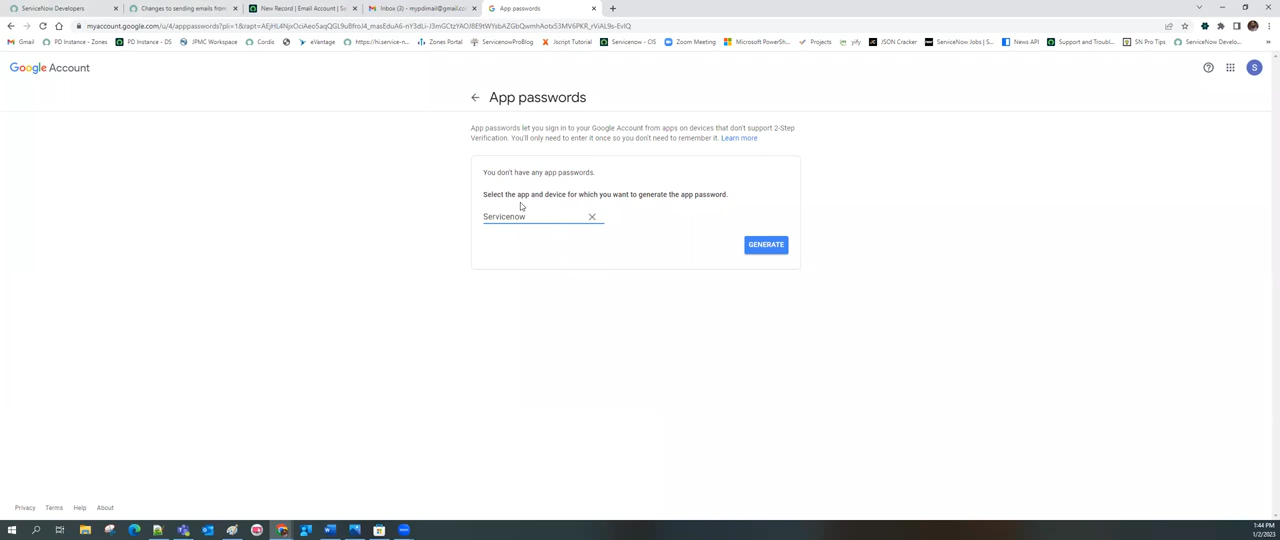 ServiceNow Developers
Changes to sending emails from
New Record | Email Account | Se
Inbox (3) - mypdimail@gmail.co
App passwords
Gmail
PD Instance - Zones
PD Instance - DS
JPMC Workspace
Cordis
eVantage
https://hi.service-n...
Zones Portal
ServicenowProBlog
Jscript Tutorial
Servicenow - CIS
Zoom Meeting
Microsoft PowerSh...
Projects
yify
JSON Cracker
ServiceNow Jobs | S...
News API
Support and Troubl...
SN Pro Tips
ServiceNow Develo...
Google Account
S
App passwords
App passwords let you sign in to your Google Account from apps on devices that don't support 2-Step
Verification. You'll only need to enter it once so you don't need to remember it. Learn more
You don't have any app passwords.
Select the app and device for which you want to generate the app password.
Servicenow
GENERATE
Privacy Terms Help About
1:44 PM
1/2/2023